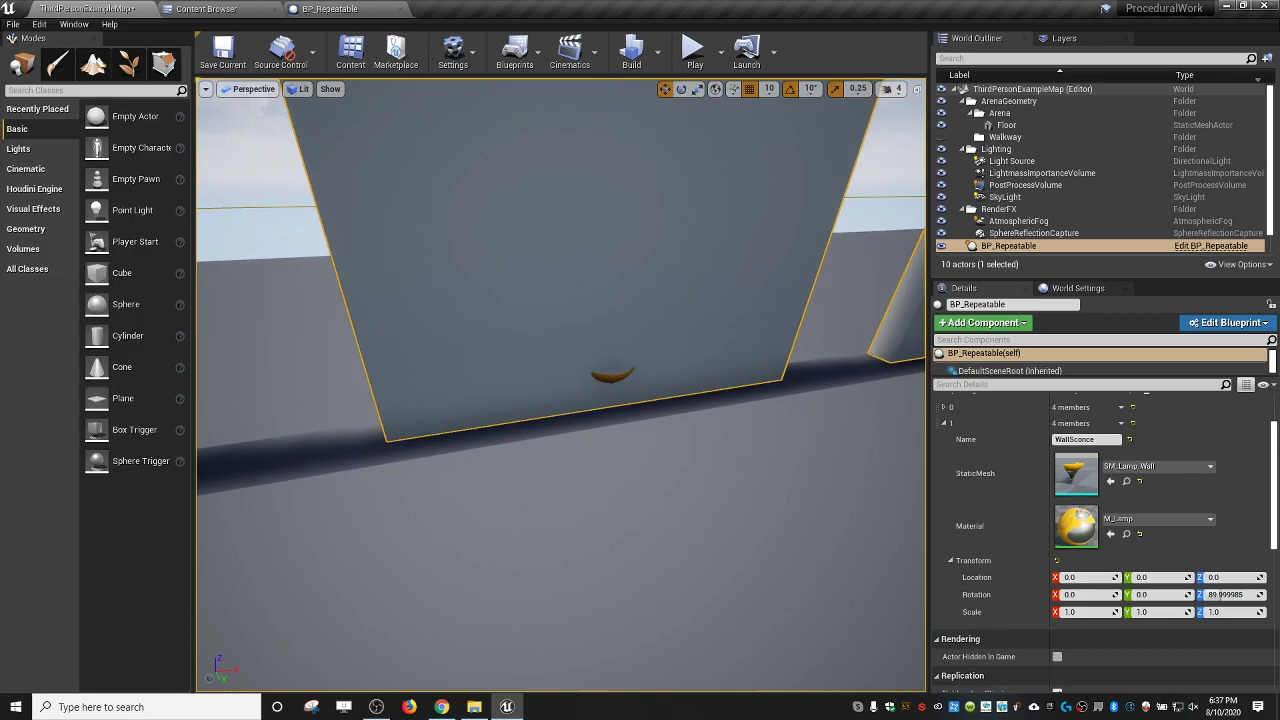 ThirdPersonExampleMap*
Content Browser
BP_Repeatable
ProceduralWork
File Edit Window Help
Modes
Search Classes
Recently Placed
Basic
Lights
Cinematic
Houdini Engine
Visual Effects
Geometry
Volumes
All Classes
Empty Actor
Empty Charact
Empty Pawn
Point Light
Player Start
Cube
Sphere
Cylinder
Cone
Plane
Box Trigger
Sphere Trigger
Save Current
Source Control
Content
Marketplace
Settings
Blueprints
Cinematics
Build
Play
Launch
Perspective Lit Show
10 10° 0.25 4
World Outliner Layers
Search
Label Type
ThirdPersonExampleMap (Editor) World
ArenaGeometry Folder
Arena Folder
Floor StaticMeshActor
Walkway Folder
Lighting Folder
Light Source DirectionalLight
LightmassImportanceVolume LightmassImportanceVol
PostProcessVolume PostProcessVolume
SkyLight SkyLight
RenderFX Folder
AtmosphericFog AtmosphericFog
SphereReflectionCapture SphereReflectionCapture
BP_Repeatable Edit BP_Repeatable
10 actors (1 selected) View Options
Details World Settings
BP_Repeatable
+Add Component Edit Blueprint
Search Components
BP_Repeatable(self)
DefaultSceneRoot (Inherited)
Search Details
0 4 members
1 4 members
Name WallSconce
StaticMesh SM_Lamp_Wall
Material M_Lamp
Transform
Location X 0.0 Y 0.0 Z 0.0
Rotation X 0.0 Y 0.0 Z 89.999985
Scale X 1.0 Y 1.0 Z 1.0
Rendering
Actor Hidden In Game
Replication
Z
X
Y
Type here to search
6:37 PM
8/10/2020